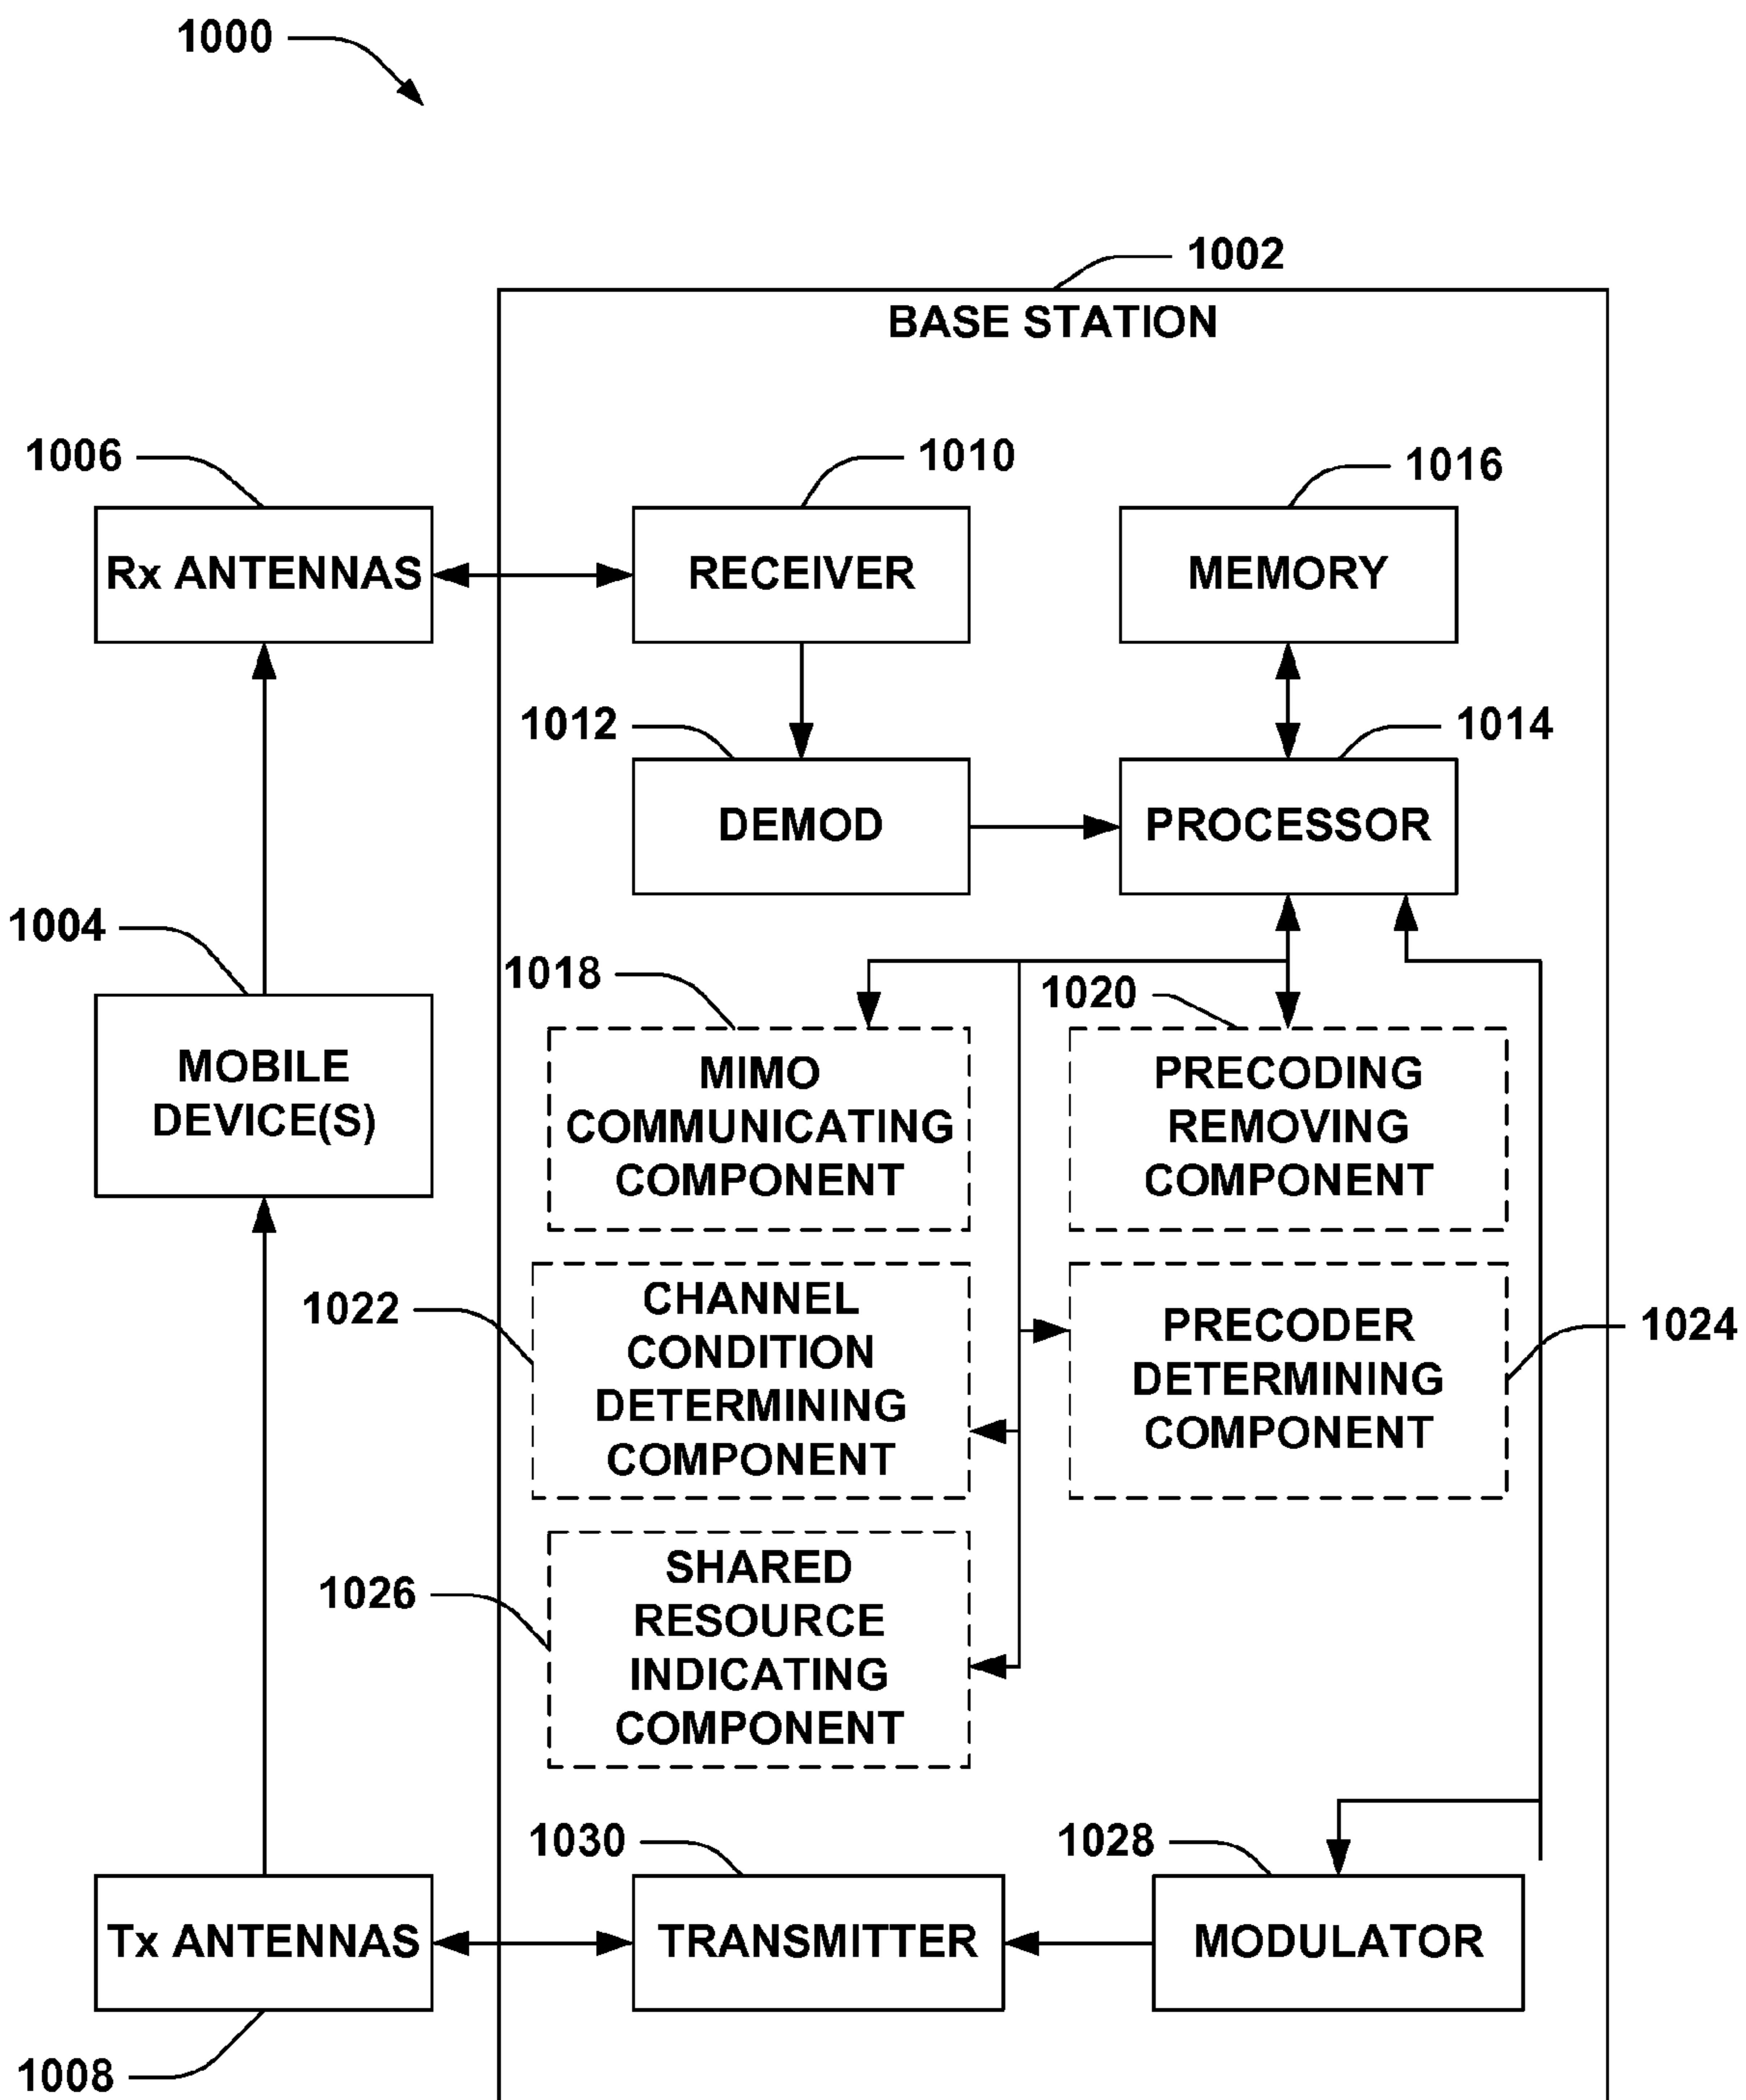 1000
1002
BASE STATION
1006
1010
1016
Rx ANTENNAS
RECEIVER
MEMORY
1012
1014
DEMOD
PROCESSOR
1004
1018
1020
MOBILE
DEVICE(S)
MIMO
COMMUNICATING
COMPONENT
PRECODING
REMOVING
COMPONENT
1022
CHANNEL
CONDITION
DETERMINING
COMPONENT
PRECODER
DETERMINING
COMPONENT
1024
1026
SHARED
RESOURCE
INDICATING
COMPONENT
1030
1028
Tx ANTENNAS
TRANSMITTER
MODULATOR
1008